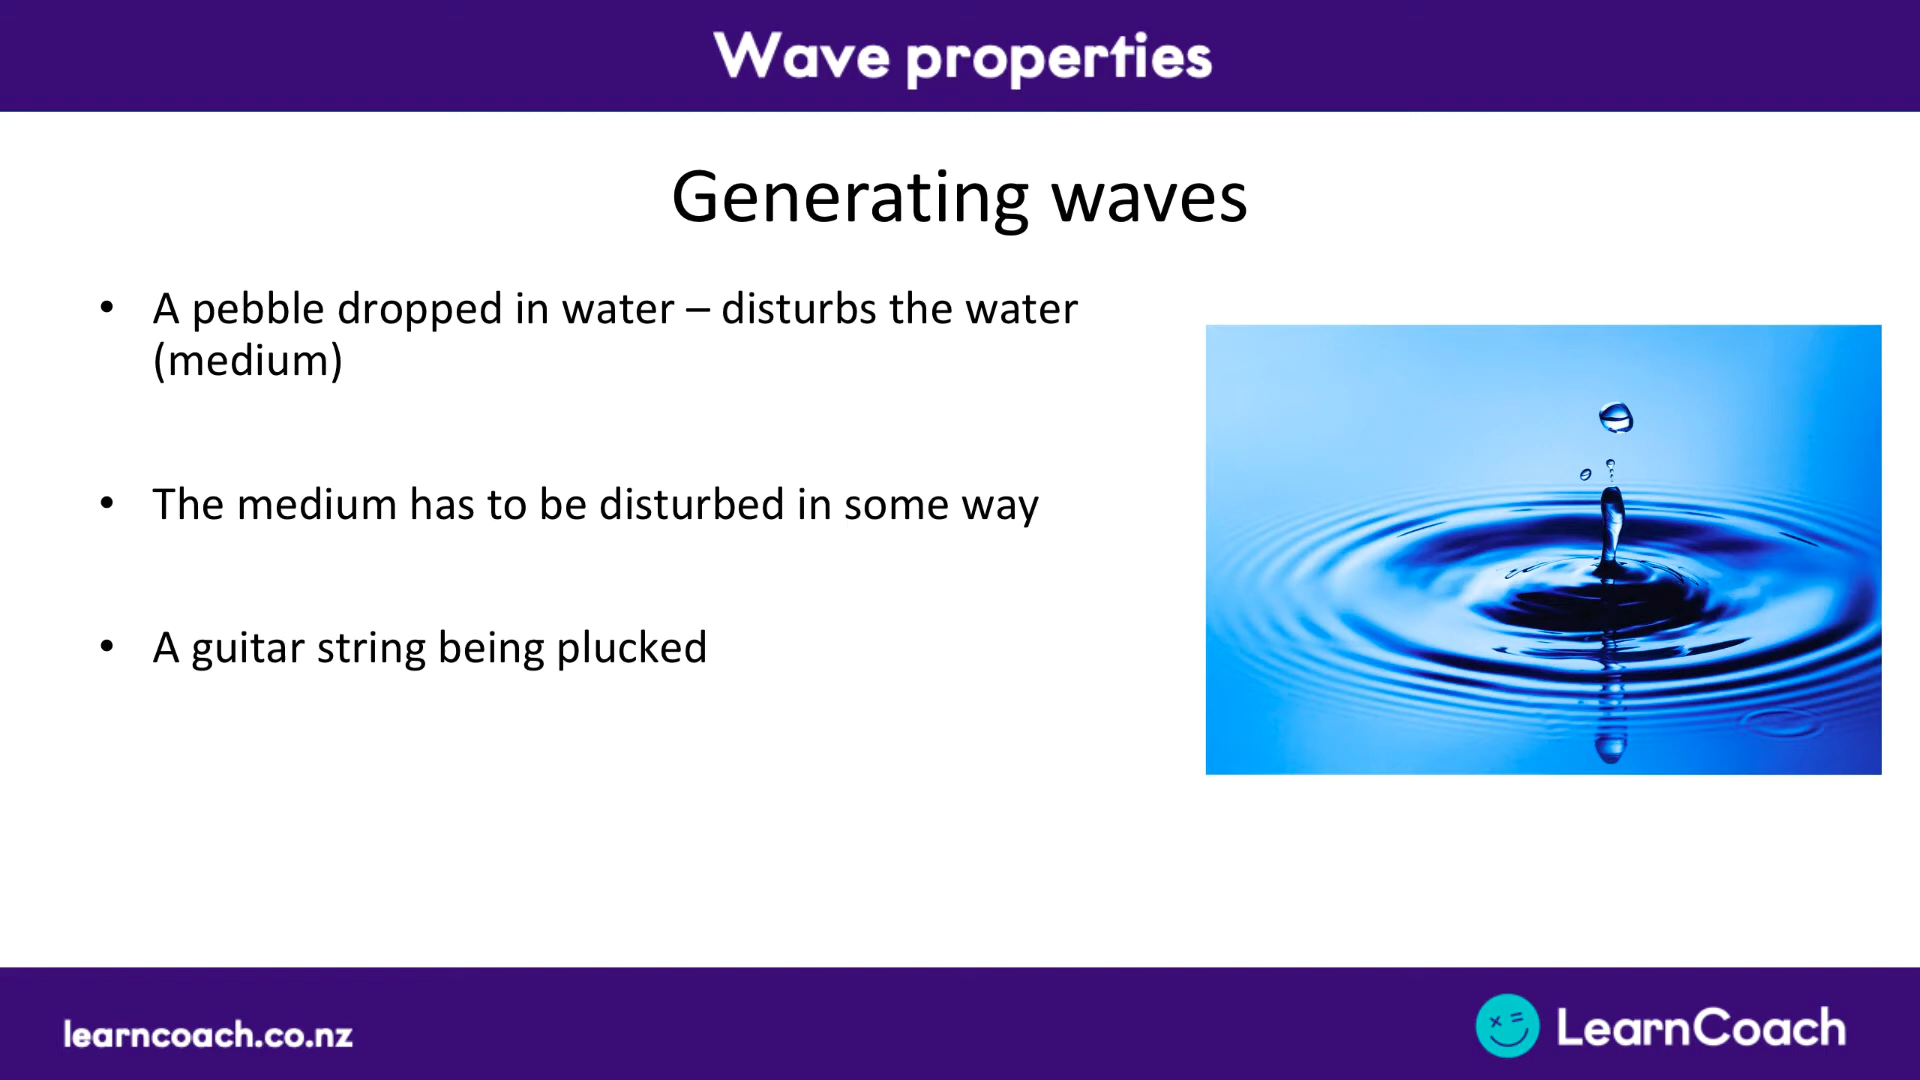 Wave properties
Generating waves
• A pebble dropped in water – disturbs the water
(medium)
• The medium has to be disturbed in some way
• A guitar string being plucked
learncoach.co.nz
LearnCoach